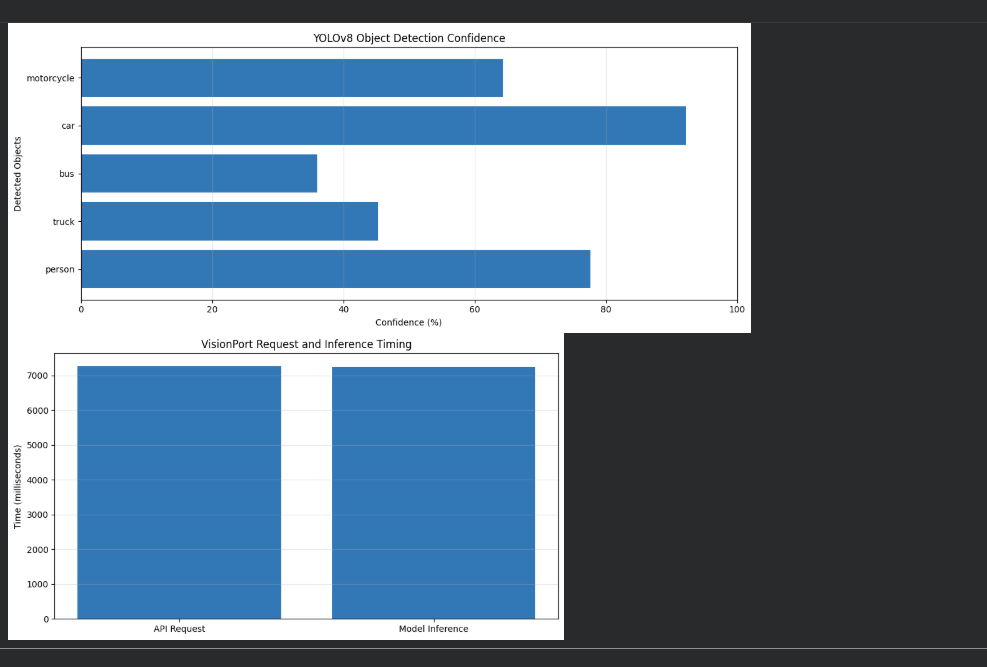 YOLOv8 Object Detection Confidence
Detected Objects
motorcycle
car
bus
truck
person
0 20 40 60 80 100
Confidence (%)
VisionPort Request and Inference Timing
Time (milliseconds)
7000
6000
5000
4000
3000
2000
1000
0
API Request Model Inference